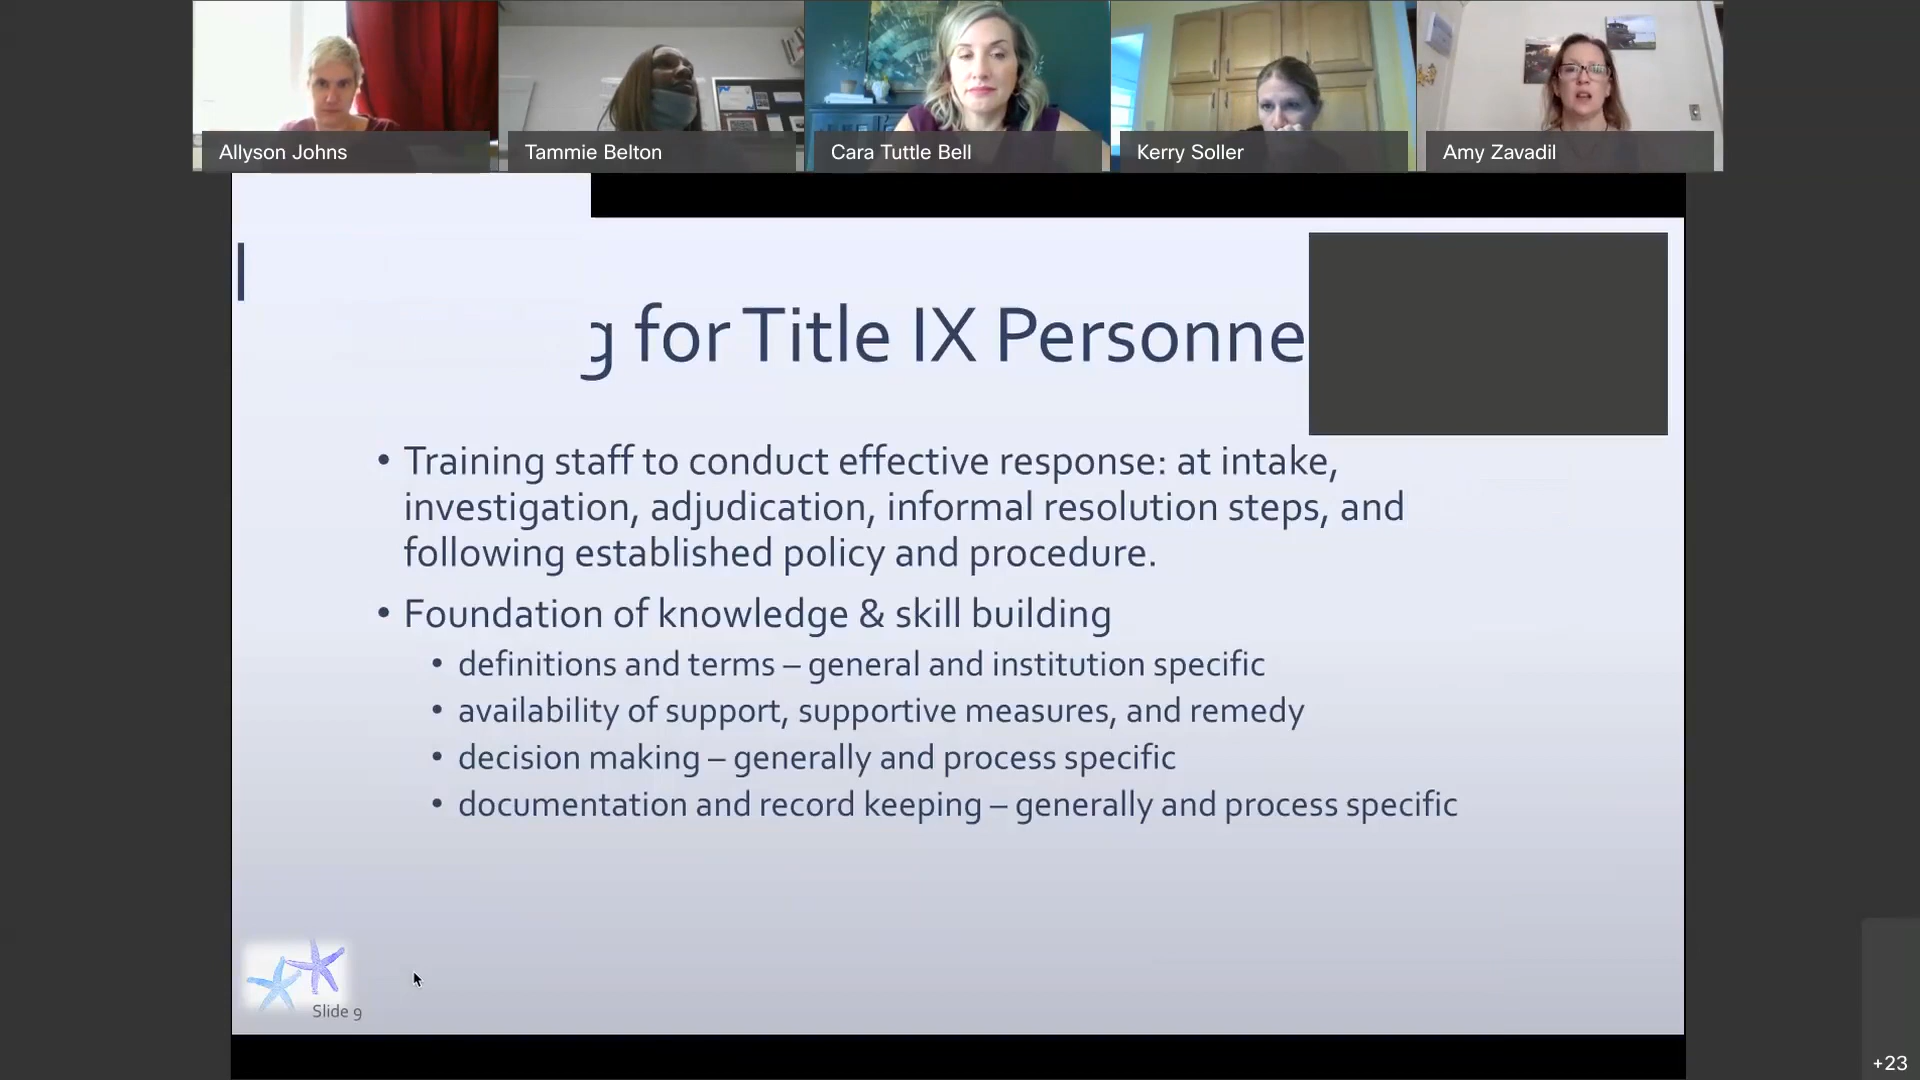 Allyson Johns
Tammie Belton
Cara Tuttle Bell
Kerry Soller
Amy Zavadil
g for Title IX Personne
• Training staff to conduct effective response: at intake,
investigation, adjudication, informal resolution steps, and
following established policy and procedure.
• Foundation of knowledge & skill building
• definitions and terms – general and institution specific
• availability of support, supportive measures, and remedy
• decision making – generally and process specific
• documentation and record keeping – generally and process specific
Slide 9
+23